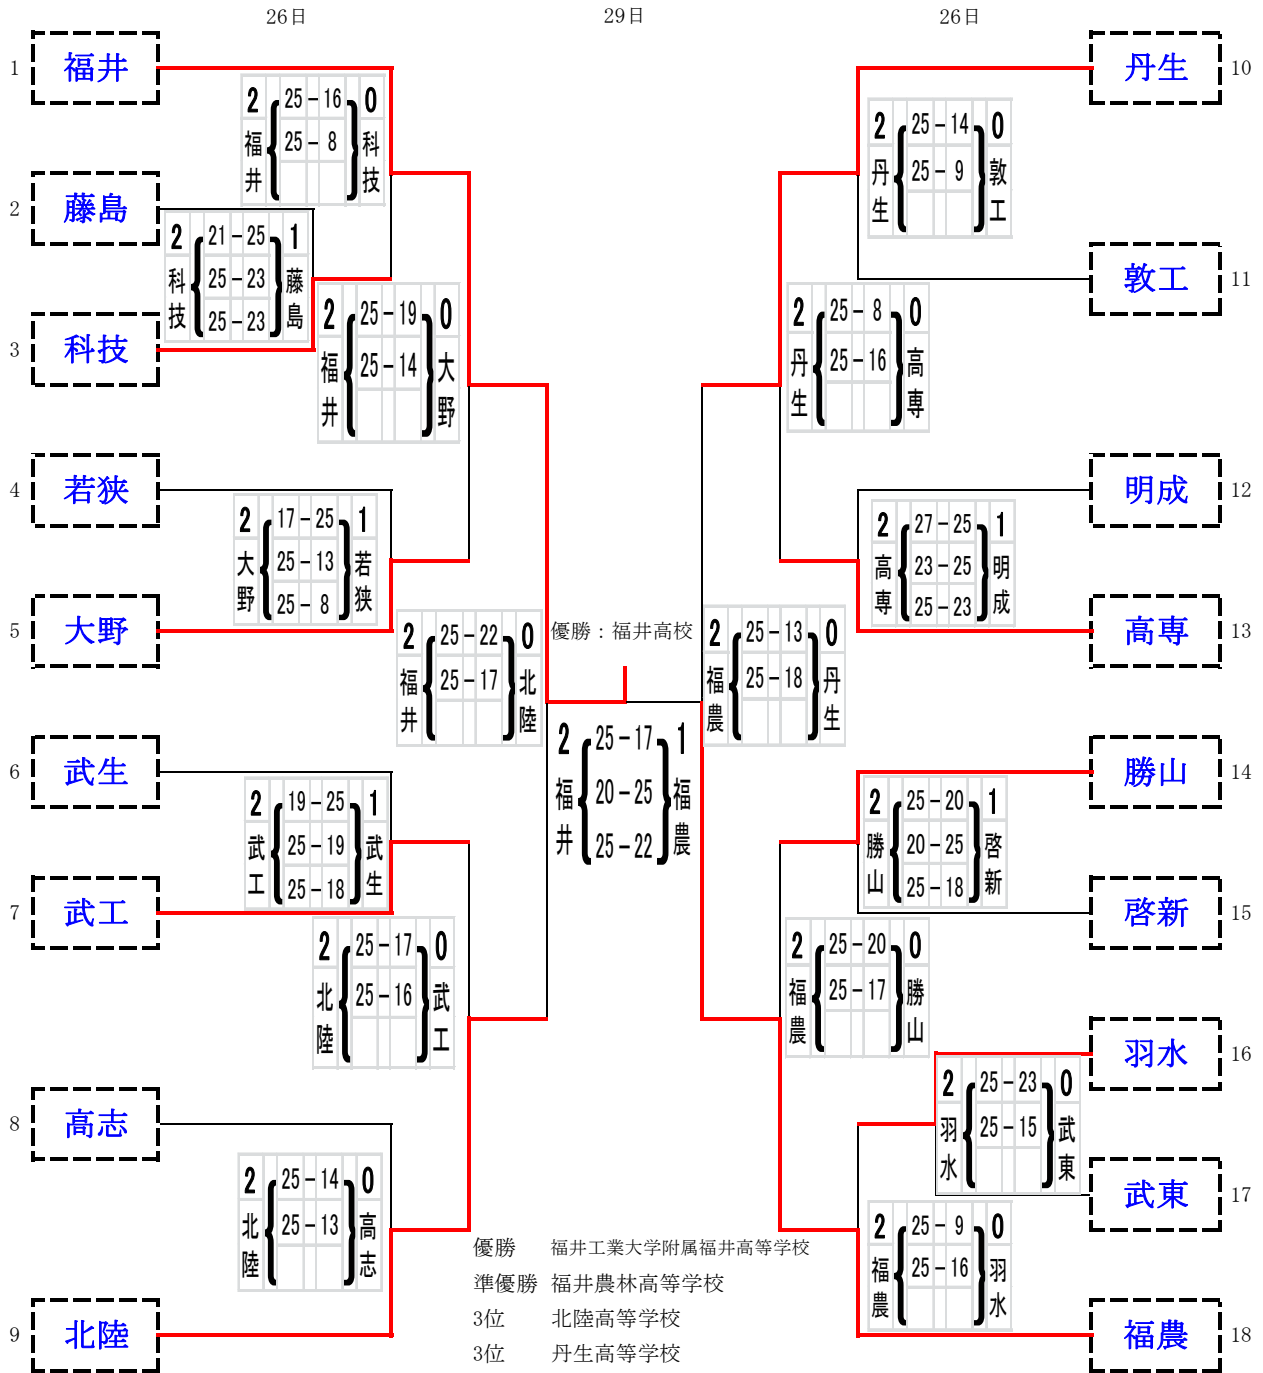 26日 29日 26日
1 福井
2 藤島
3 科技
4 若狭
5 大野
6 武生
7 武工
8 高志
9 北陸
2 福井 25－16 25－8 0 科技
2 科技 21－25 25－23 25－23 1 藤島
2 福井 25－19 25－14 0 大野
2 大野 17－25 25－13 25－8 1 若狭
2 福井 25－22 25－17 0 北陸
2 武工 19－25 25－19 25－18 1 武生
2 北陸 25－17 25－16 0 武工
2 北陸 25－14 25－13 0 高志
優勝：福井高校
2 福井 25－17 20－25 25－22 1 福農
丹生 10
敦工 11
明成 12
高専 13
勝山 14
啓新 15
羽水 16
武東 17
福農 18
2 丹生 25－14 25－9 0 敦工
2 丹生 25－8 25－16 0 高専
2 高専 27－25 23－25 25－23 1 明成
2 福農 25－13 25－18 0 丹生
2 勝山 25－20 20－25 25－18 1 啓新
2 福農 25－20 25－17 0 勝山
2 羽水 25－23 25－15 0 武東
2 福農 25－9 25－16 0 羽水
優勝 福井工業大学附属福井高等学校
準優勝 福井農林高等学校
3位 北陸高等学校
3位 丹生高等学校